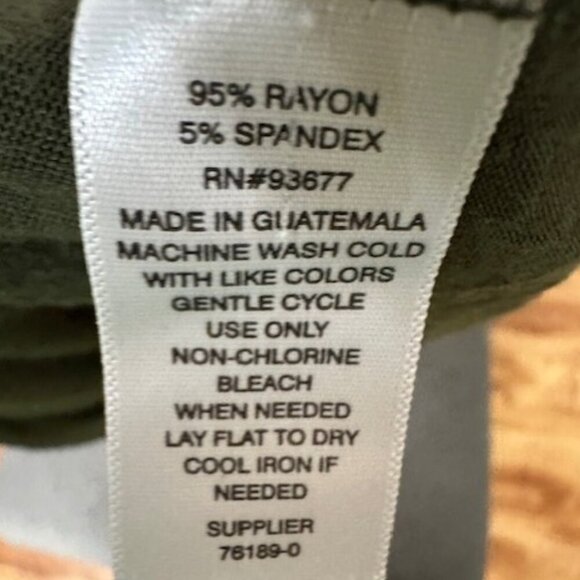 95% RAYON
5% SPANDEX
RN#93677
MADE IN GUATEMALA
MACHINE WASH COLD
WITH LIKE COLORS
GENTLE CYCLE
USE ONLY
NON-CHLORINE
BLEACH
WHEN NEEDED
LAY FLAT TO DRY
COOL IRON IF
NEEDED
SUPPLIER
76189-0